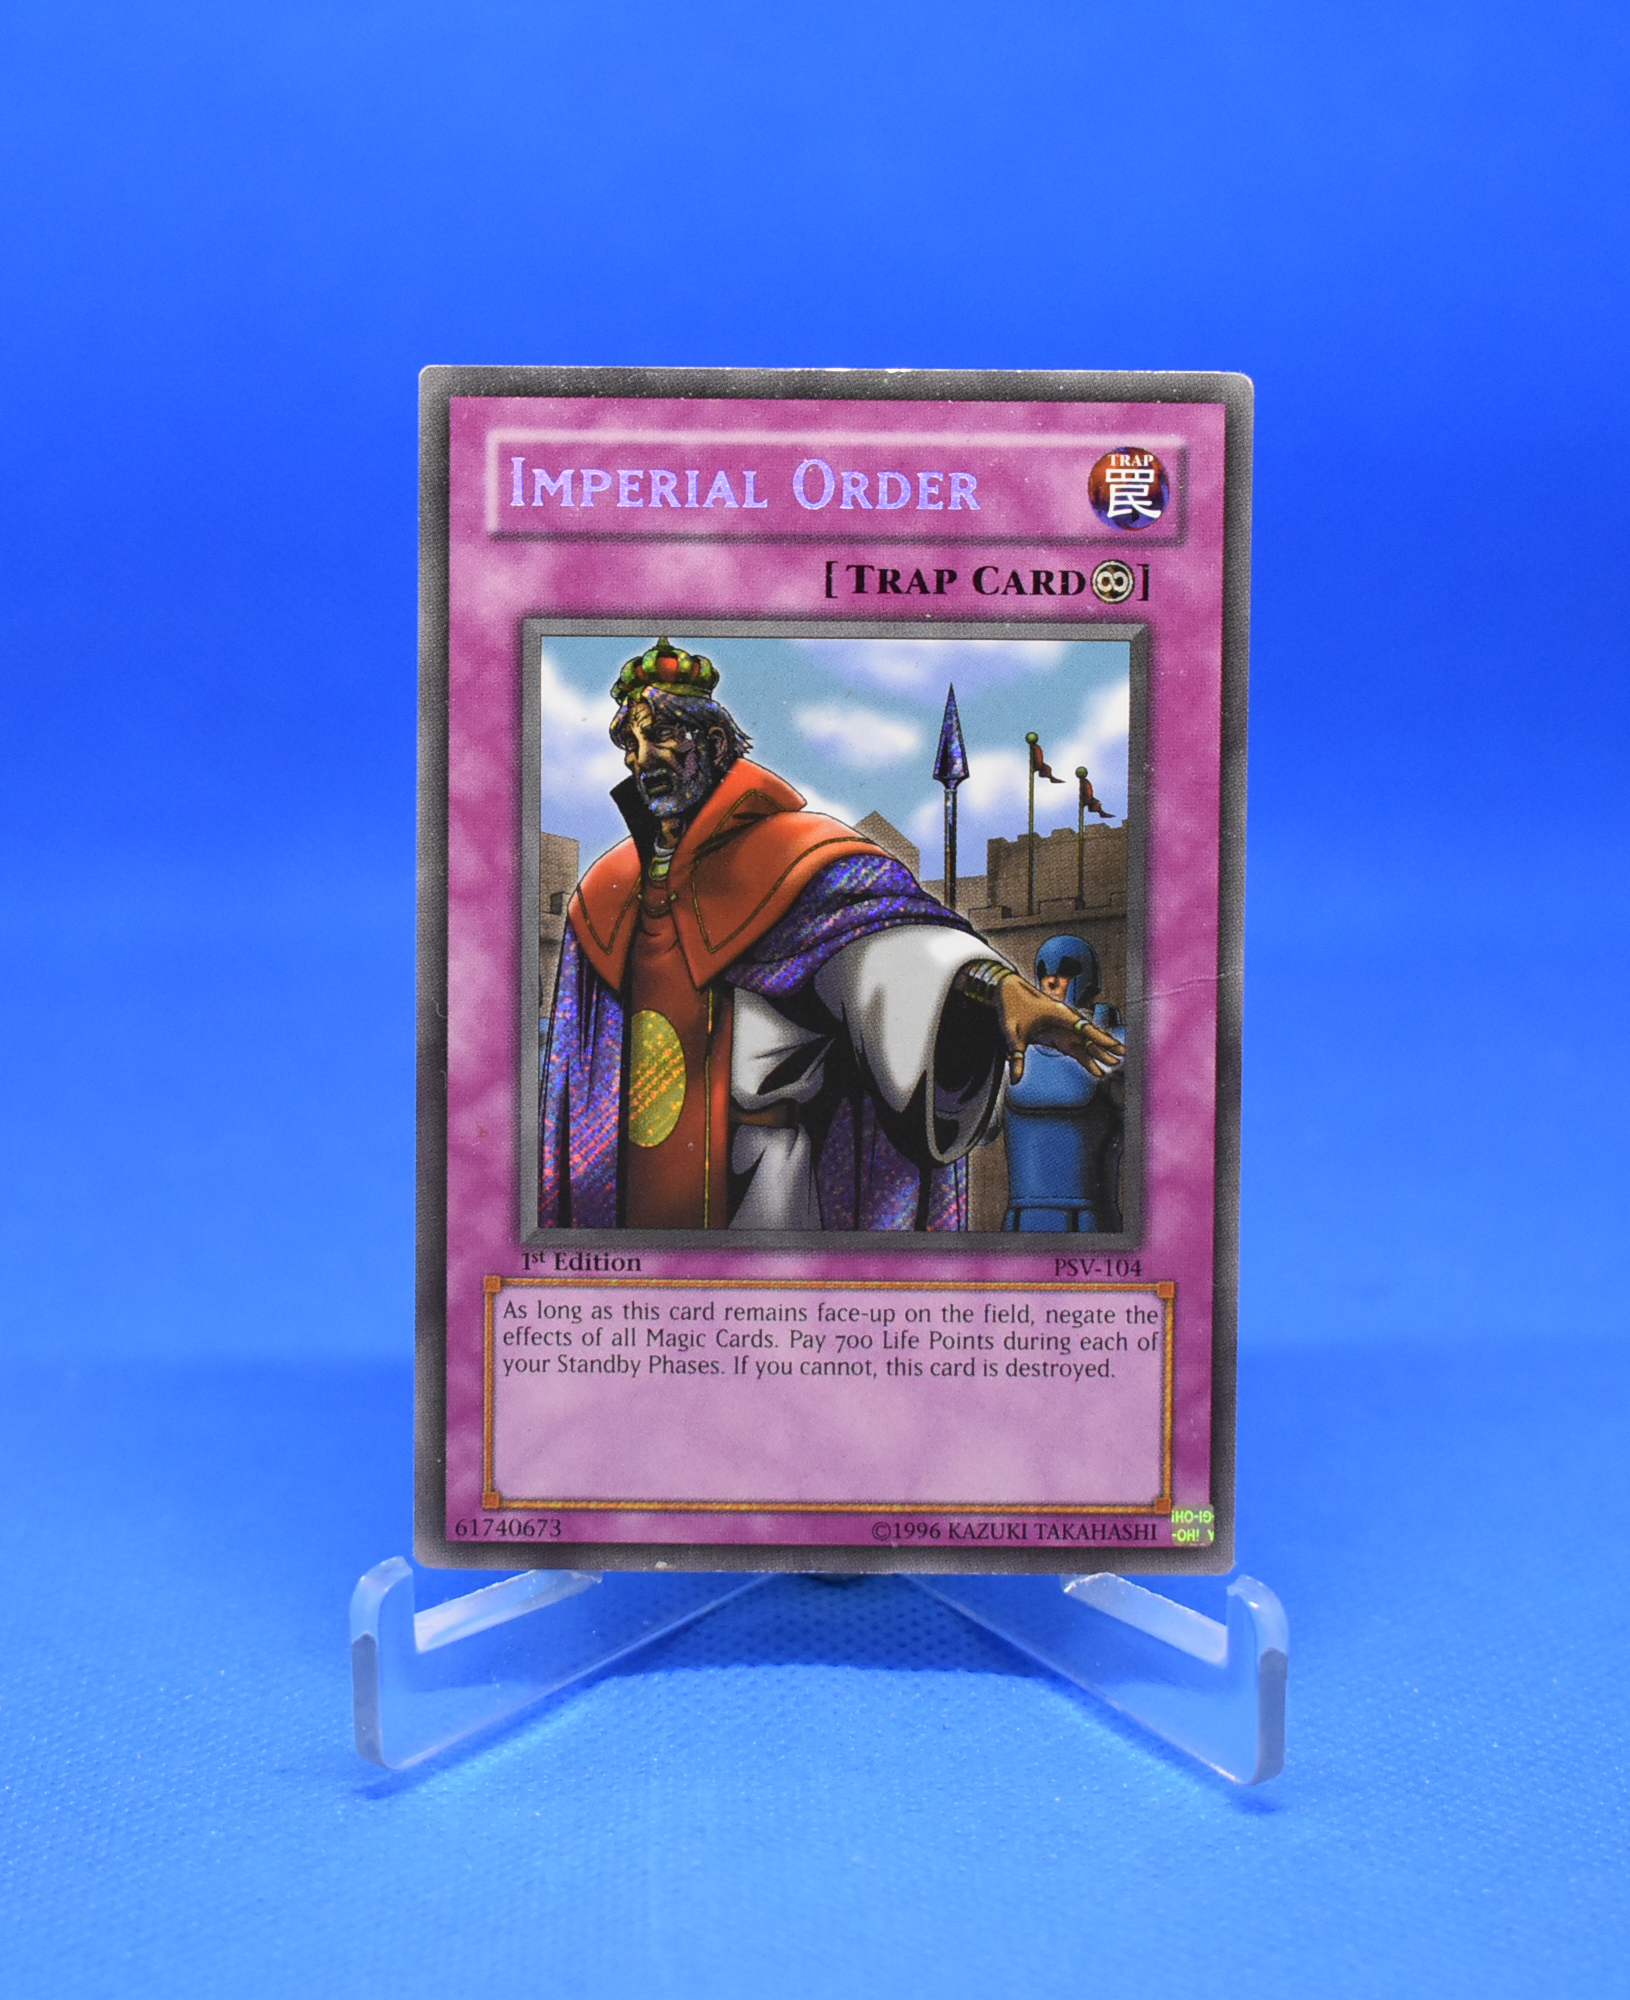 IMPERIAL ORDER
TRAP
罠
[TRAP CARD]
1st Edition
PSV-104
As long as this card remains face-up on the field, negate the
effects of all Magic Cards. Pay 700 Life Points during each of
your Standby Phases. If you cannot, this card is destroyed.
61740673
©1996 KAZUKI TAKAHASHI